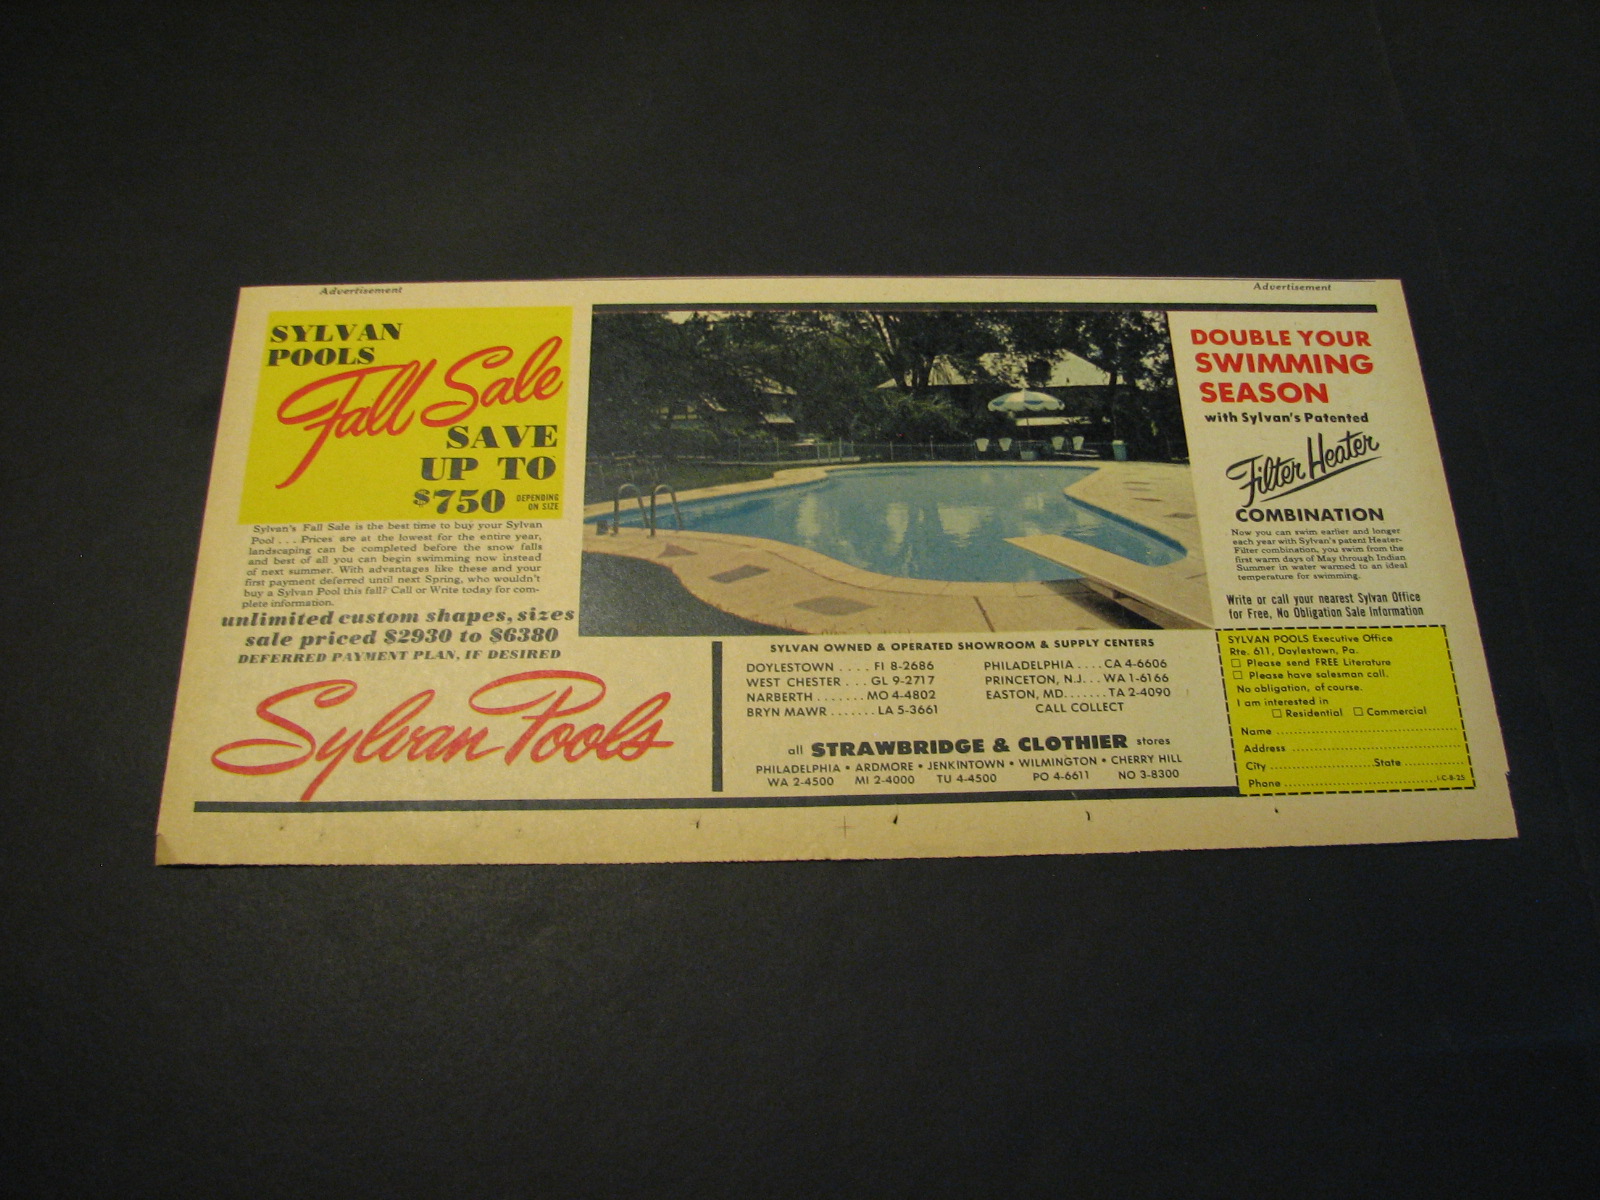 Advertisement
Advertisement
SYLVAN
POOLS
Fall Sale
SAVE
UP TO
$750 DEPENDING
ON SIZE
Sylvan's Fall Sale is the best time to buy your Sylvan
Pool . . . Prices are at the lowest for the entire year,
landscaping can be completed before the snow falls
and best of all you can begin swimming now instead
of next summer. With advantages like these and your
first payment deferred until next Spring, who wouldn't
buy a Sylvan Pool this fall? Call or Write today for com-
plete information.
unlimited custom shapes, sizes
sale priced $2930 to $6380
DEFERRED PAYMENT PLAN, IF DESIRED
Sylvan Pools
SYLVAN OWNED & OPERATED SHOWROOM & SUPPLY CENTERS
DOYLESTOWN .... FI 8-2686
WEST CHESTER ... GL 9-2717
NARBERTH ....... MO 4-4802
BRYN MAWR ....... LA 5-3661
PHILADELPHIA .... CA 4-6606
PRINCETON, N.J. .. WA 1-6166
EASTON, MD. ...... TA 2-4090
CALL COLLECT
all STRAWBRIDGE & CLOTHIER stores
PHILADELPHIA • ARDMORE • JENKINTOWN • WILMINGTON • CHERRY HILL
WA 2-4500 MI 2-4000 TU 4-4500 PO 4-6611 NO 3-8300
DOUBLE YOUR
SWIMMING
SEASON
with Sylvan's Patented
Filter Heater
COMBINATION
Now you can swim earlier and longer
each year with Sylvan's patent Heater-
Filter combination, you swim from the
first warm days of May through Indian
Summer in water warmed to an ideal
temperature for swimming.
Write or call your nearest Sylvan Office
for Free, No Obligation Sale Information
SYLVAN POOLS Executive Office
Rte. 611, Doylestown, Pa.
☐ Please send FREE Literature
☐ Please have salesman call.
No obligation, of course.
I am interested in
☐ Residential ☐ Commercial
Name
Address
City State
Phone
I-C-8-25